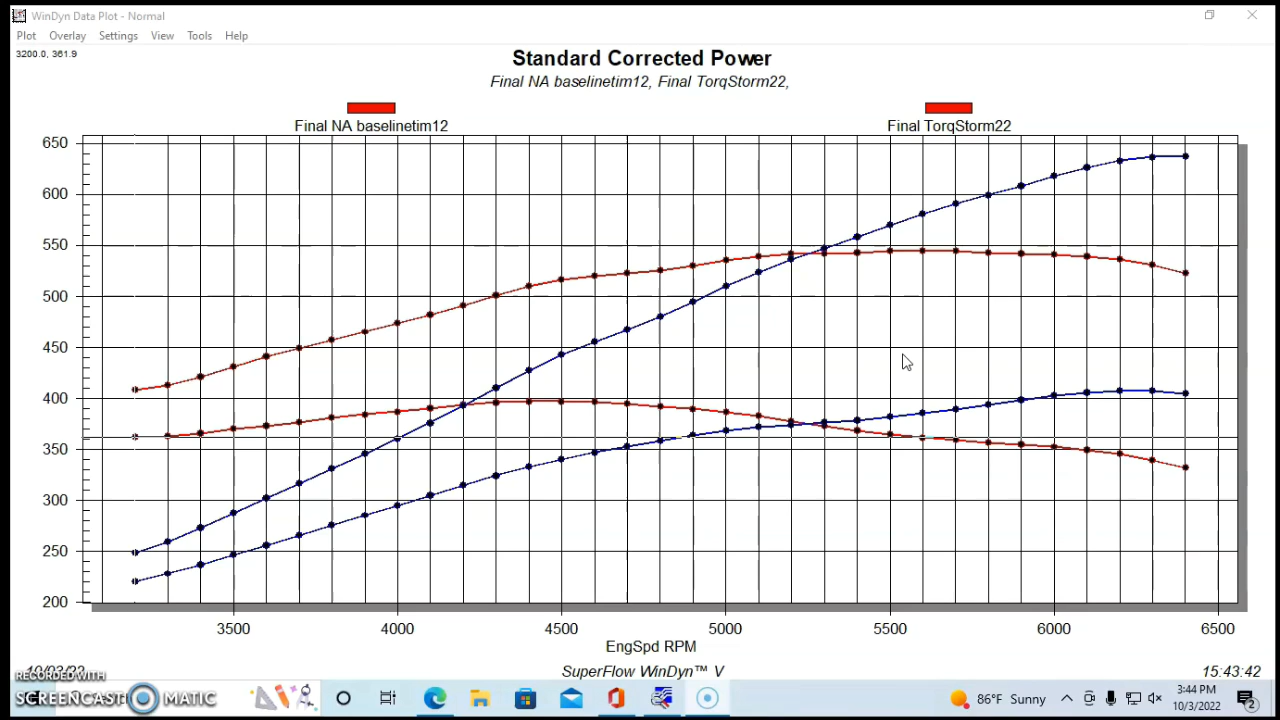 WinDyn Data Plot - Normal
Plot Overlay Settings View Tools Help
3200.0, 361.9
Standard Corrected Power
Final NA baselinetim12, Final TorqStorm22,
Final NA baselinetim12 Final TorqStorm22
650
600
550
500
450
400
350
300
250
200
3500 4000 4500 5000 5500 6000 6500
EngSpd RPM
SuperFlow WinDyn™ V
15:43:42
RECORDED WITH
SCREENCAST MATIC
86°F Sunny
3:44 PM
10/3/2022
2